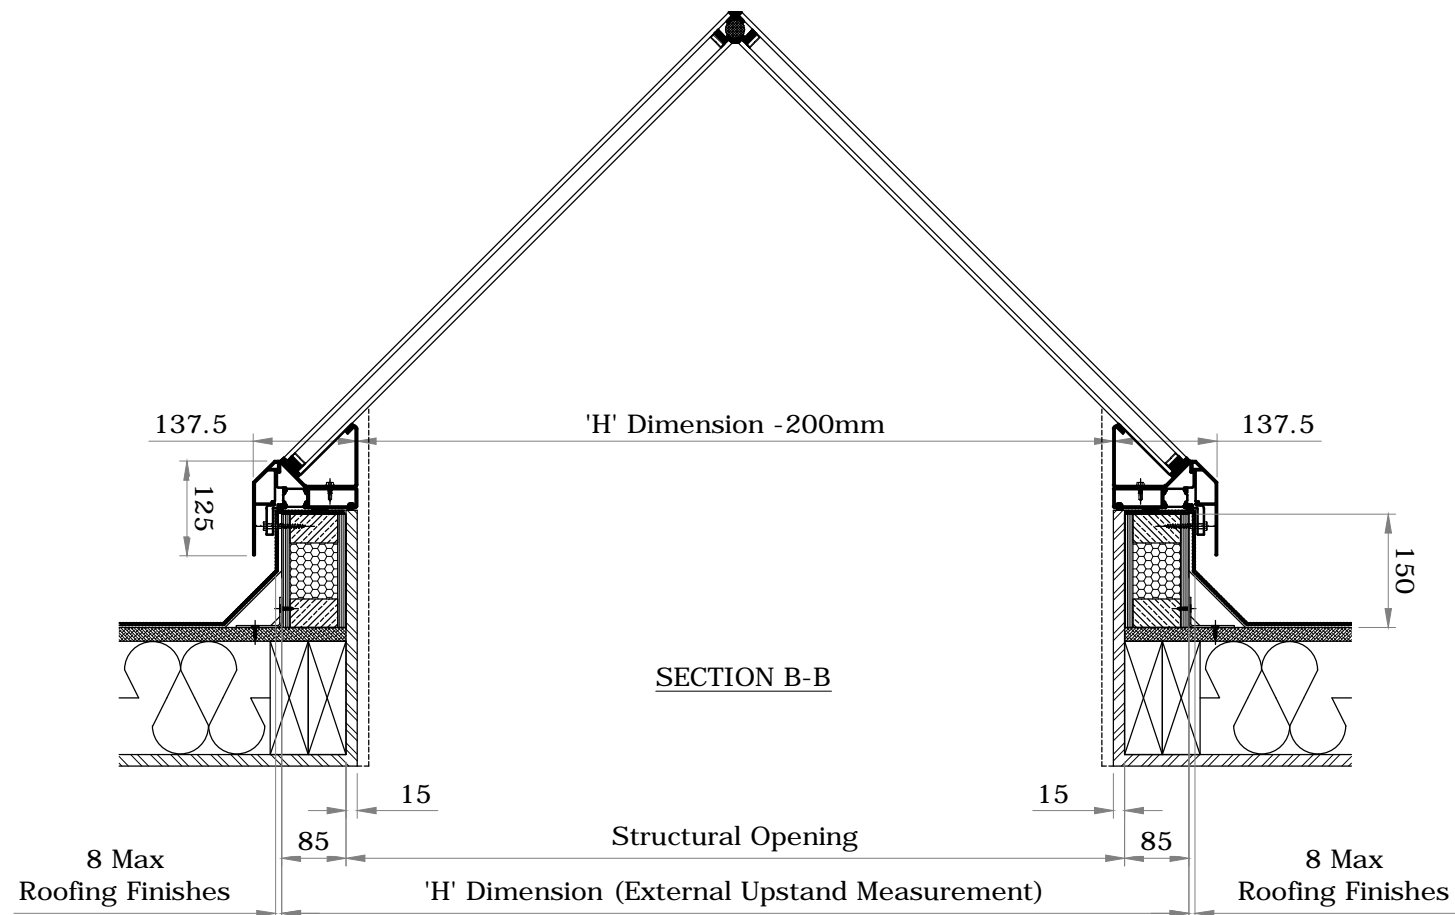 137.5
'H' Dimension -200mm
137.5
125
150
SECTION B-B
15
15
85
Structural Opening
85
8 Max
Roofing Finishes
'H' Dimension (External Upstand Measurement)
8 Max
Roofing Finishes